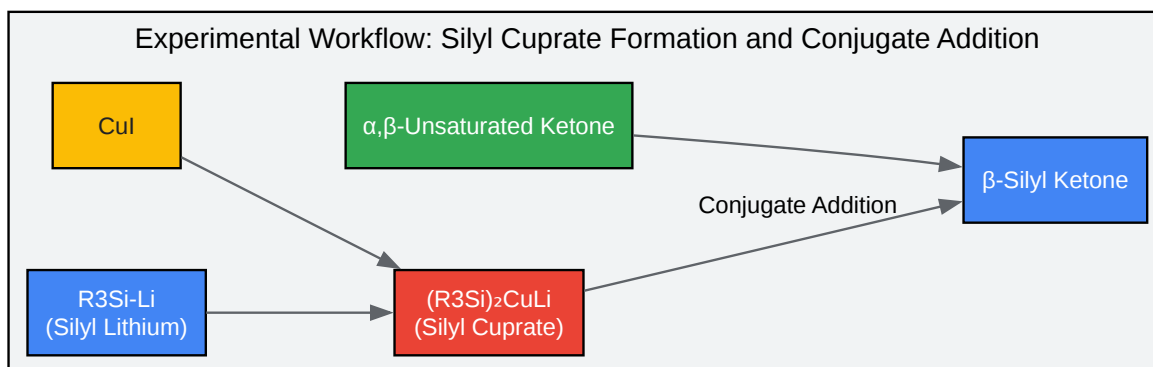 Experimental Workflow: Silyl Cuprate Formation and Conjugate Addition
CuI
α,β-Unsaturated Ketone
β-Silyl Ketone
Conjugate Addition
R3Si-Li
(Silyl Lithium)
(R3Si)₂CuLi
(Silyl Cuprate)